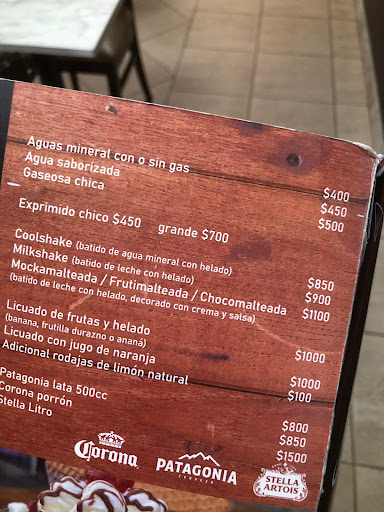 Aguas mineral con o sin gas $400
Agua saborizada $450
Gaseosa chica $500
Exprimido chico $450 grande $700
Coolshake (batido de agua mineral con helado) $850
Milkshake (batido de leche con helado) $900
Mockamalteada / Frutimalteada / Chocomalteada $1100
(batido de leche con helado, decorado con crema y salsa)
Licuado de frutas y helado $1000
(banana, frutilla durazno o ananá)
Licuado con jugo de naranja $1000
Adicional rodajas de limón natural $100
Patagonia lata 500cc $800
Corona porrón $850
Stella Litro $1500
Corona
PATAGONIA
CERVEZA
STELLA
ARTOIS